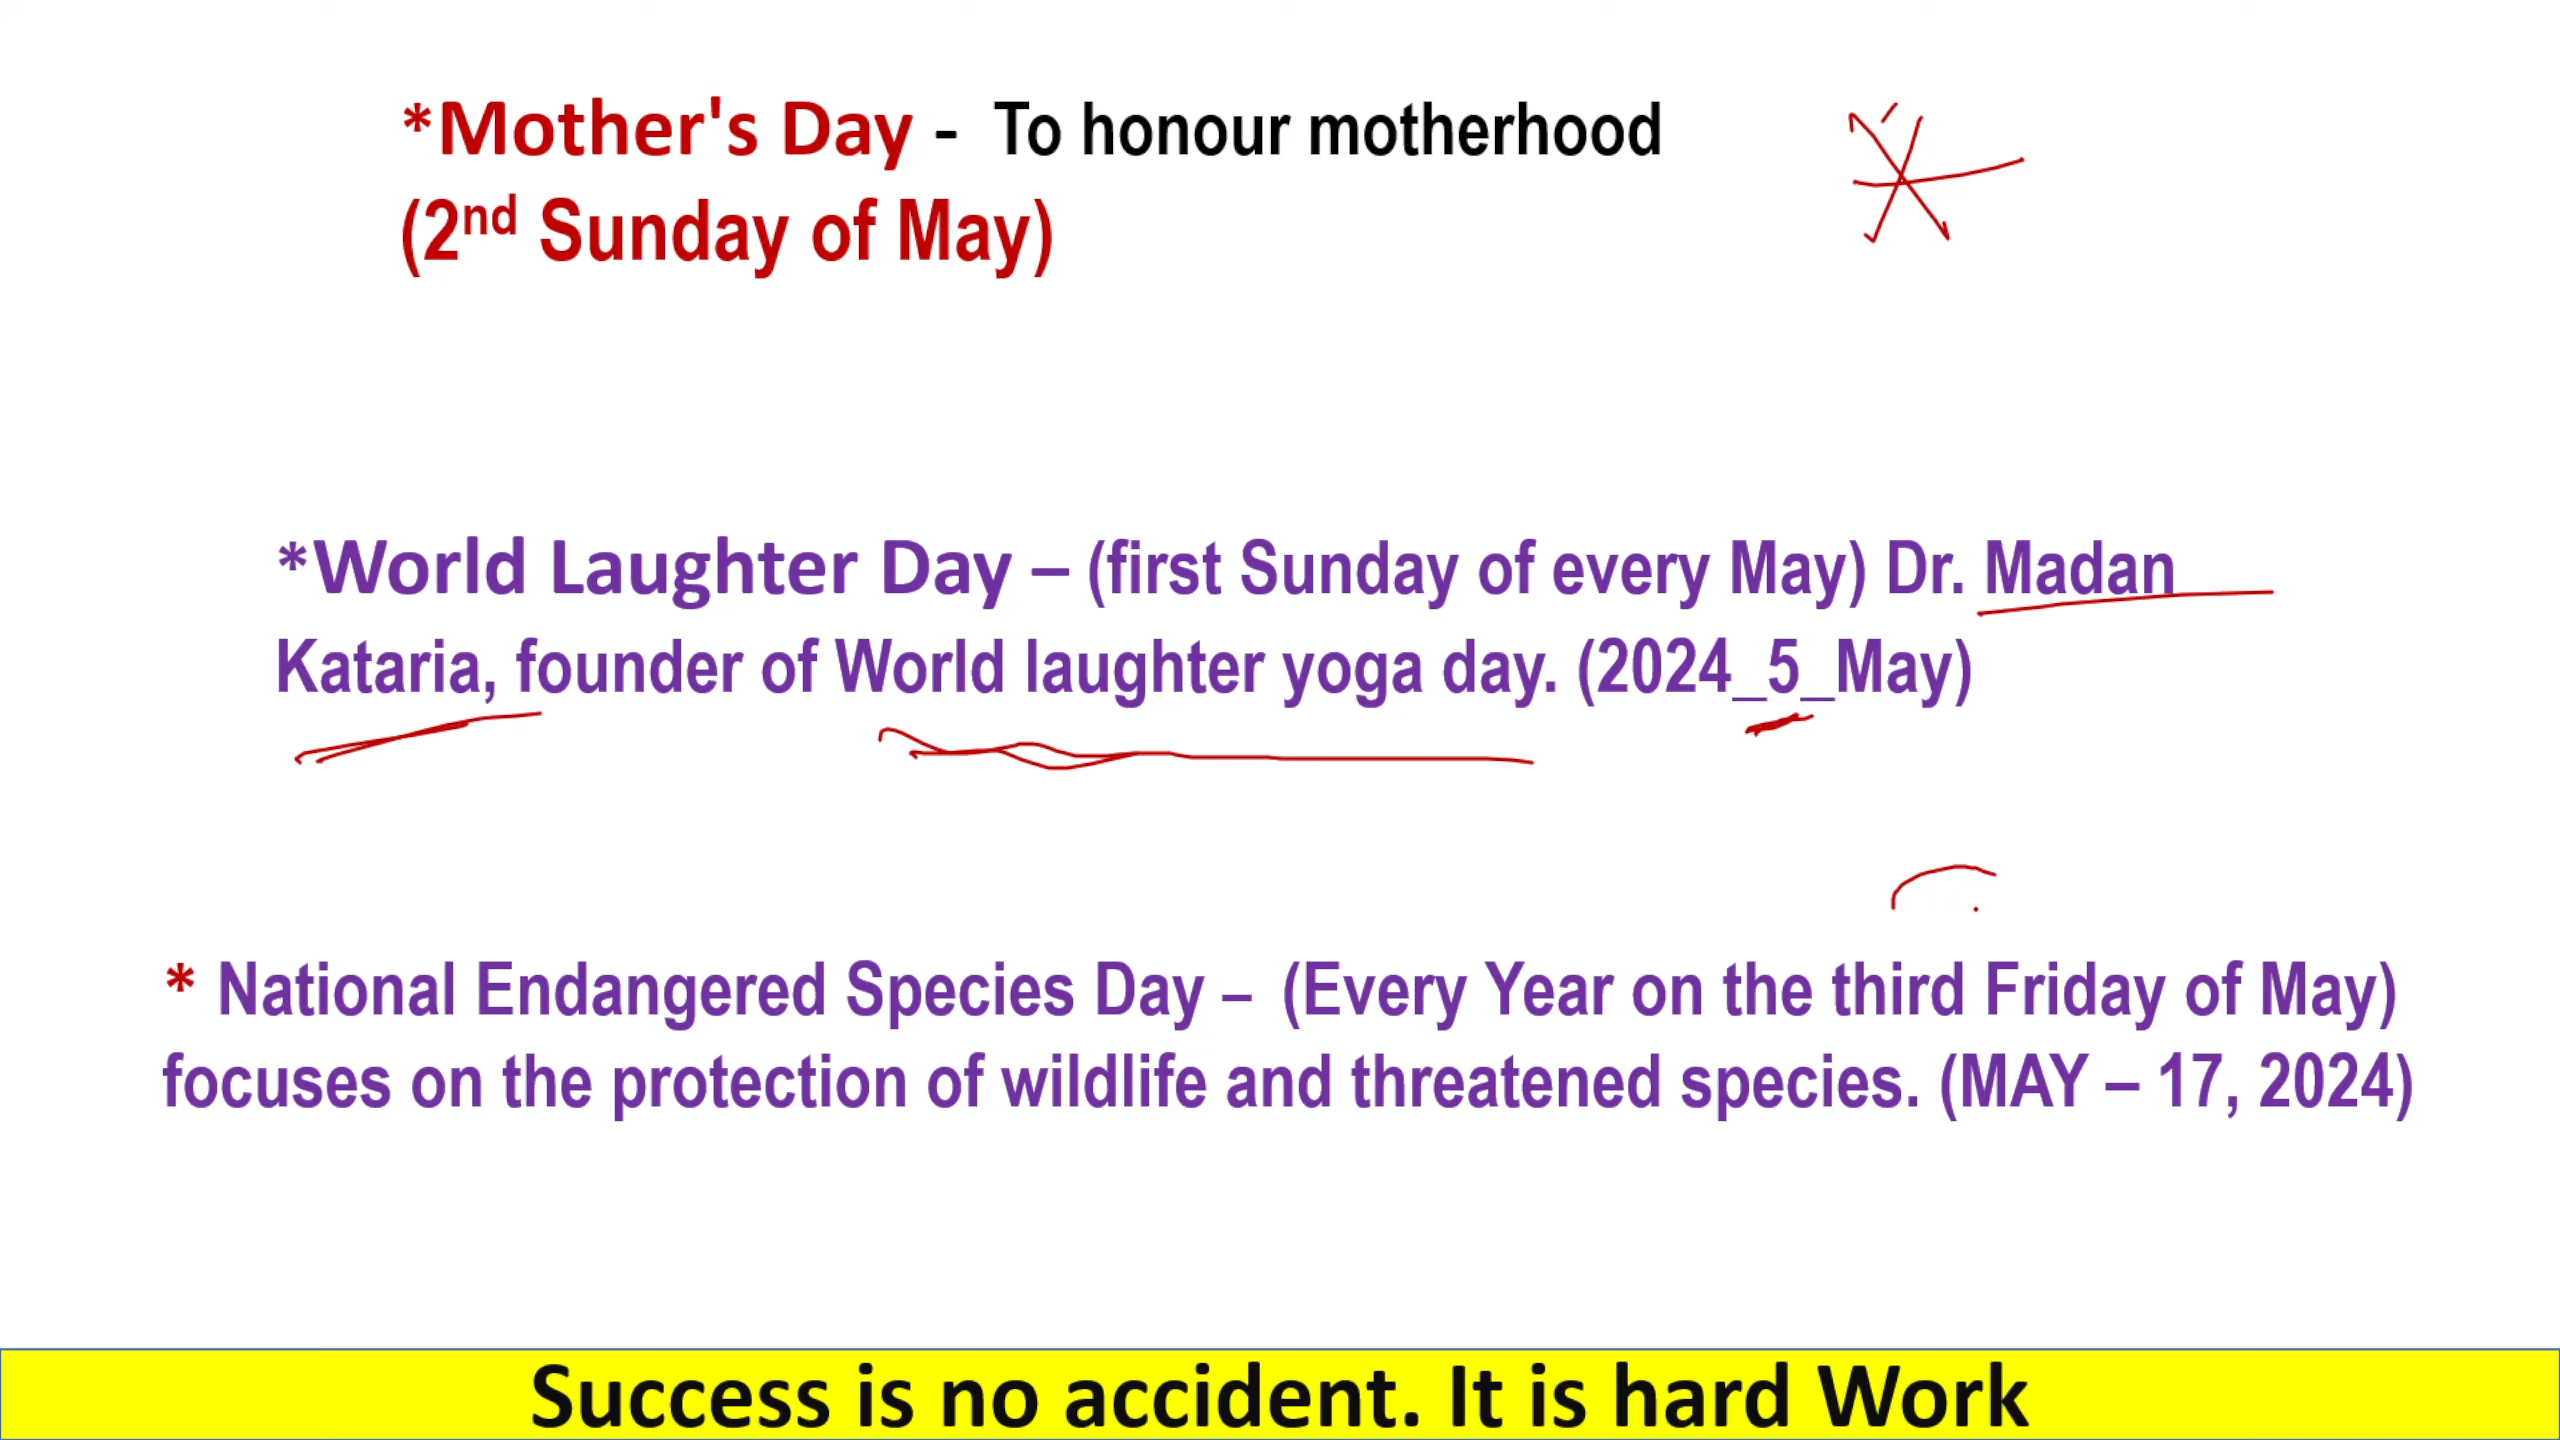 *Mother's Day - To honour motherhood
(2nd Sunday of May)
*World Laughter Day – (first Sunday of every May) Dr. Madan
Kataria, founder of World laughter yoga day. (2024_5_May)
* National Endangered Species Day – (Every Year on the third Friday of May)
focuses on the protection of wildlife and threatened species. (MAY – 17, 2024)
Success is no accident. It is hard Work